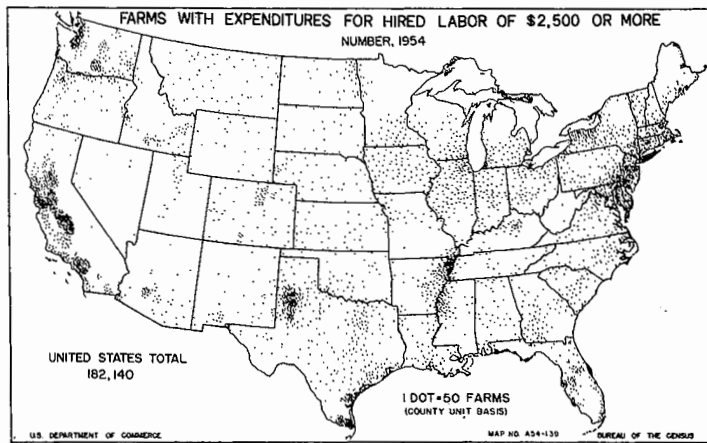 FARMS WITH EXPENDITURES FOR HIRED LABOR OF $2,500 OR MORE
NUMBER, 1954
UNITED STATES TOTAL
182,140
1 DOT=50 FARMS
(COUNTY UNIT BASIS)
U.S. DEPARTMENT OF COMMERCE
MAP NO. A54-139
BUREAU OF THE CENSUS